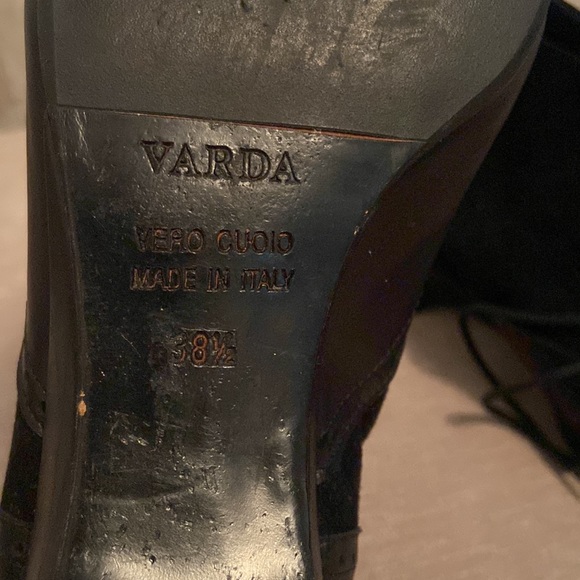 VARDA
VERO CUOIO
MADE IN ITALY
38½